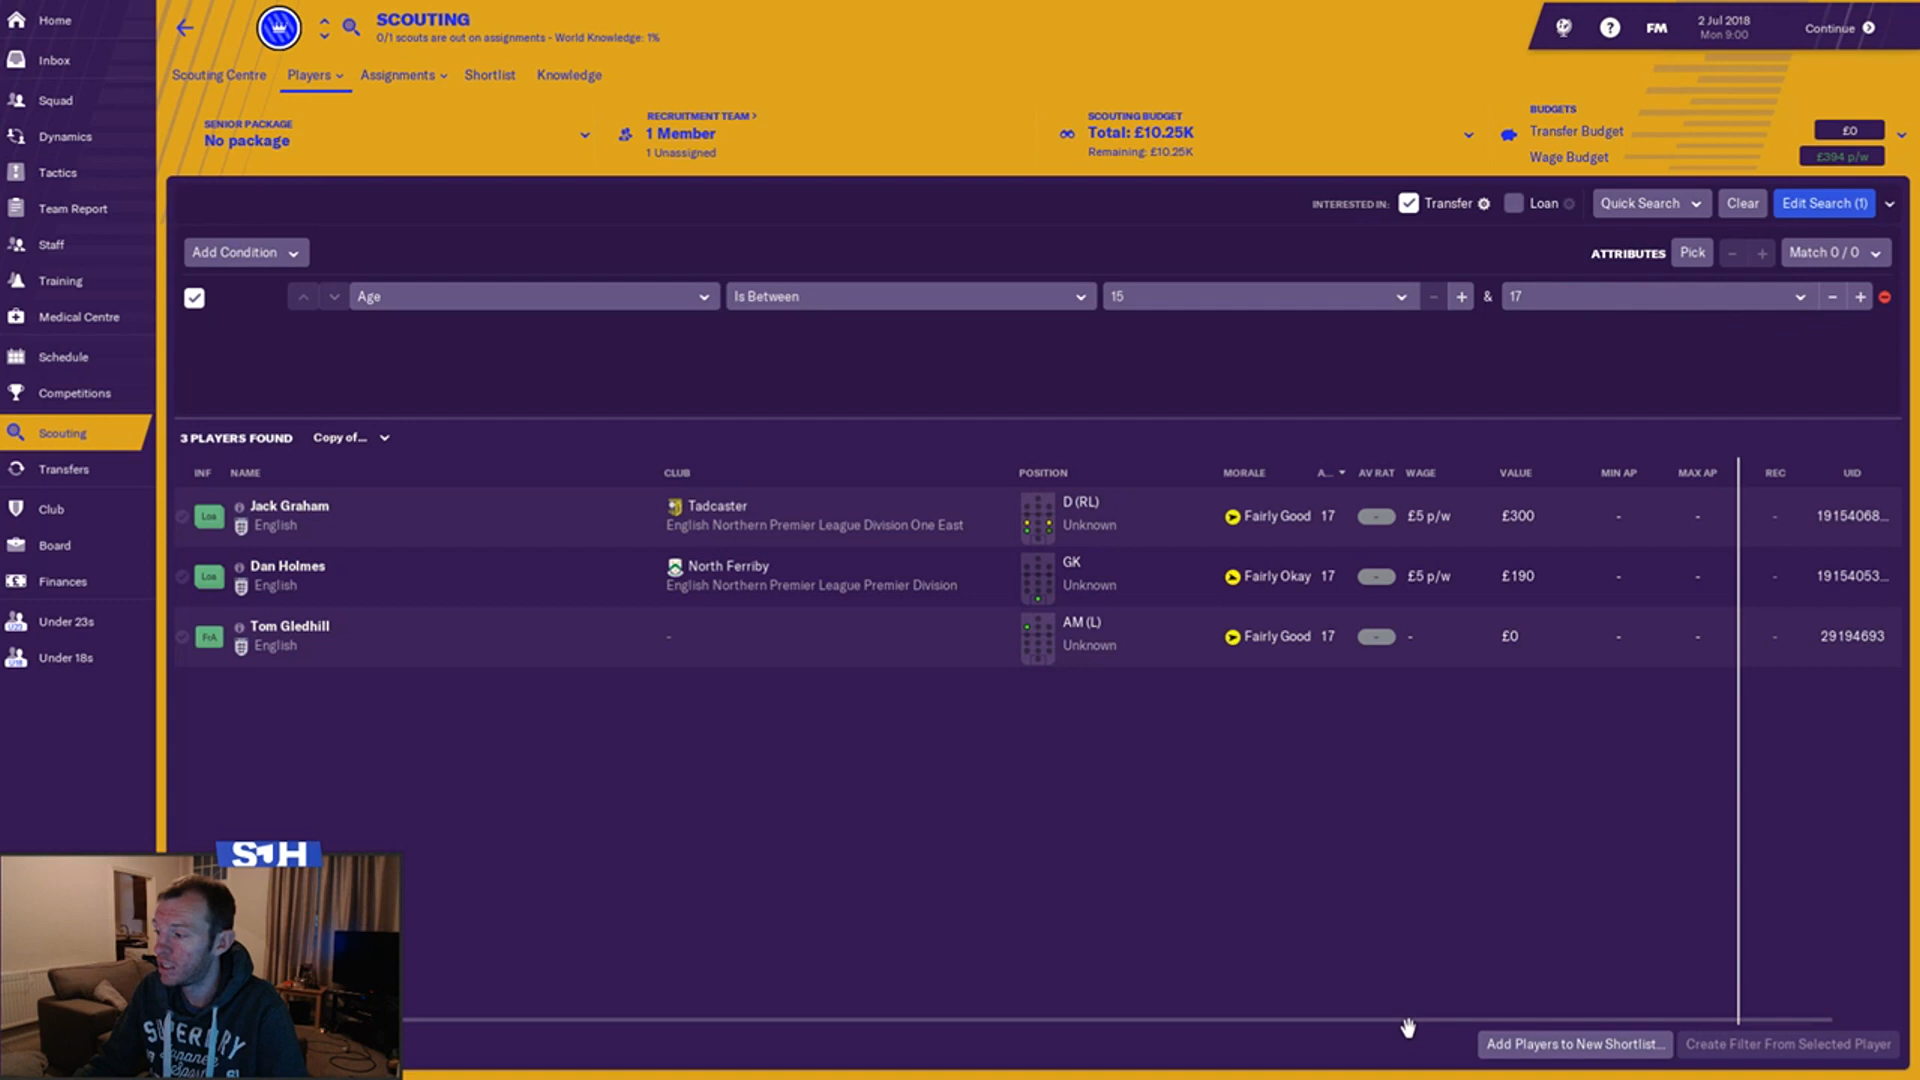 Home
Inbox
Squad
Dynamics
Tactics
Team Report
Staff
Training
Medical Centre
Schedule
Competitions
Scouting
Transfers
Club
Board
Finances
Under 23s
Under 18s
SCOUTING
0/1 scouts are out on assignments - World Knowledge: 1%
FM
2 Jul 2018
Mon 9:00
Continue
Scouting Centre Players Assignments Shortlist Knowledge
SENIOR PACKAGE
No package
RECRUITMENT TEAM >
1 Member
1 Unassigned
SCOUTING BUDGET
Total: £10.25K
Remaining: £10.25K
BUDGETS
Transfer Budget £0
Wage Budget £394 p/w
INTERESTED IN: Transfer Loan Quick Search Clear Edit Search (1)
Add Condition ATTRIBUTES Pick - + Match 0 / 0
Age Is Between 15 - + & 17 - +
3 PLAYERS FOUND Copy of...
INF NAME CLUB POSITION MORALE A... AV RAT WAGE VALUE MIN AP MAX AP REC UID
Loa Jack Graham Tadcaster D (RL) Fairly Good 17 - £5 p/w £300 - - - 19154068...
English English Northern Premier League Division One East Unknown
Loa Dan Holmes North Ferriby GK Fairly Okay 17 - £5 p/w £190 - - - 19154053...
English English Northern Premier League Premier Division Unknown
FrA Tom Gledhill - AM (L) Fairly Good 17 - - £0 - - - 29194693
English Unknown
SJH
SUPERDRY
Add Players to New Shortlist... Create Filter From Selected Player